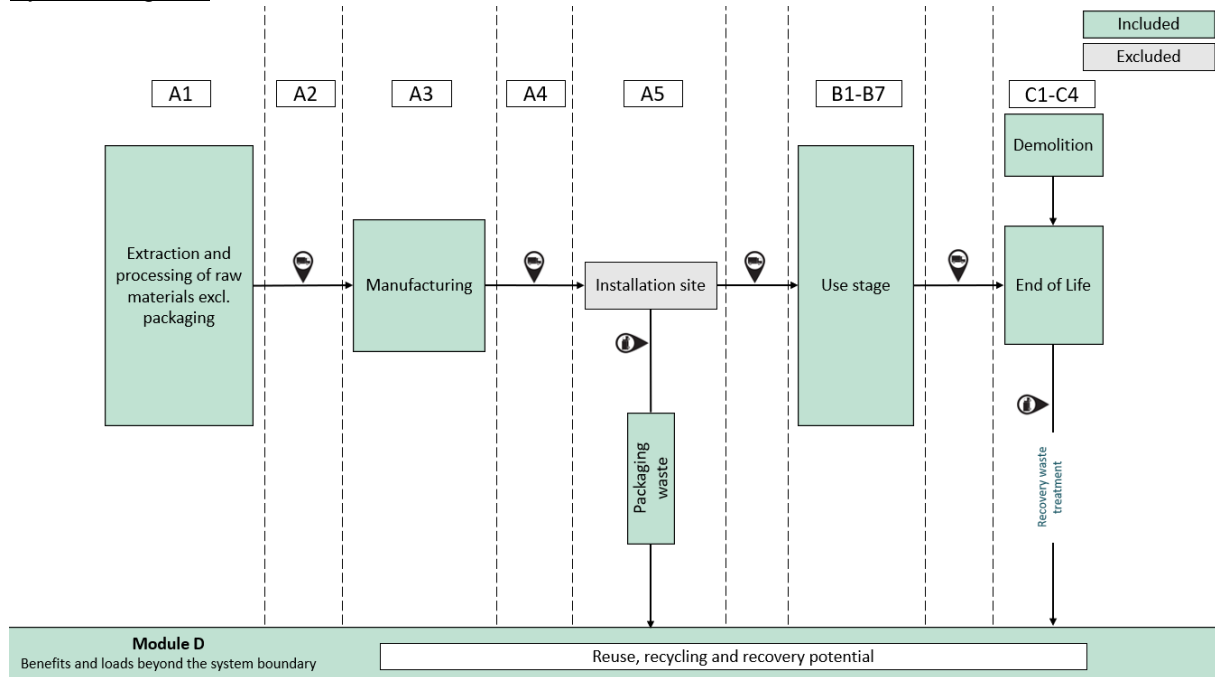 Included
Excluded
A1
A2
A3
A4
A5
B1-B7
C1-C4
Demolition
Extraction and
processing of raw
materials excl.
packaging
Manufacturing
Installation site
Use stage
End of Life
Packaging
waste
Recovery waste
treatment
Module D
Benefits and loads beyond the system boundary
Reuse, recycling and recovery potential